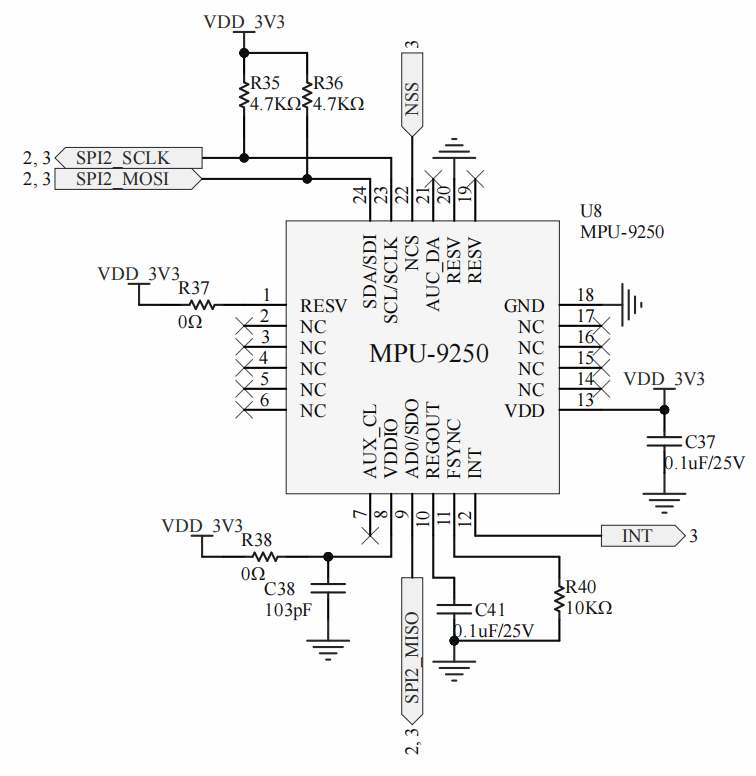 VDD_3V3
3
NSS
R35
4.7KΩ
R36
4.7KΩ
2, 3 SPI2_SCLK
2, 3 SPI2_MOSI
24
23
22
21
20
19
U8
MPU-9250
SDA/SDI
SCL/SCLK
NCS
AUC_DA
RESV
RESV
VDD_3V3
R37
0Ω
1 RESV
2 NC
3 NC
4 NC
5 NC
6 NC
MPU-9250
GND 18
NC 17
NC 16
NC 15
NC 14
VDD 13
VDD_3V3
C37
0.1uF/25V
AUX_CL
VDDIO
AD0/SDO
REGOUT
FSYNC
INT
7
8
9
10
11
12
VDD_3V3
R38
0Ω
C38
103pF
INT 3
R40
10KΩ
C41
0.1uF/25V
SPI2_MISO
2, 3